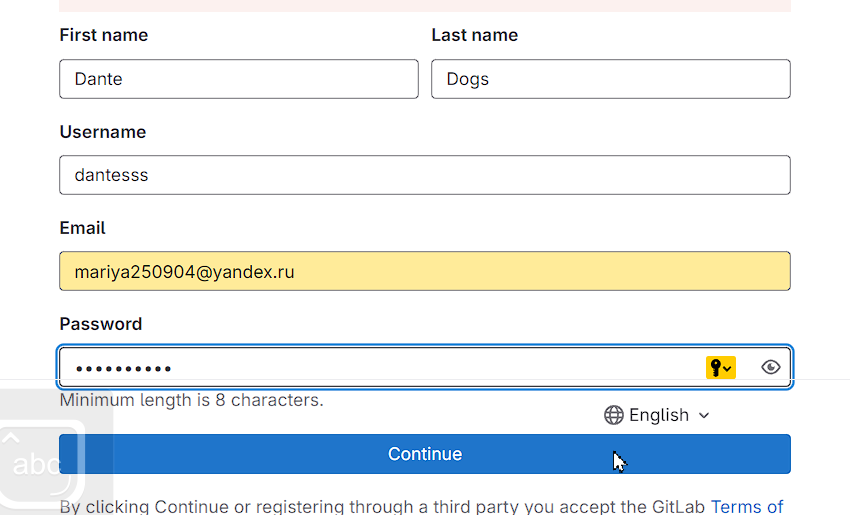 First name Last name
Dante Dogs
Username
dantesss
Email
mariya250904@yandex.ru
Password
••••••••••
Minimum length is 8 characters.
English
abc
Continue
By clicking Continue or registering through a third party you accept the GitLab Terms of